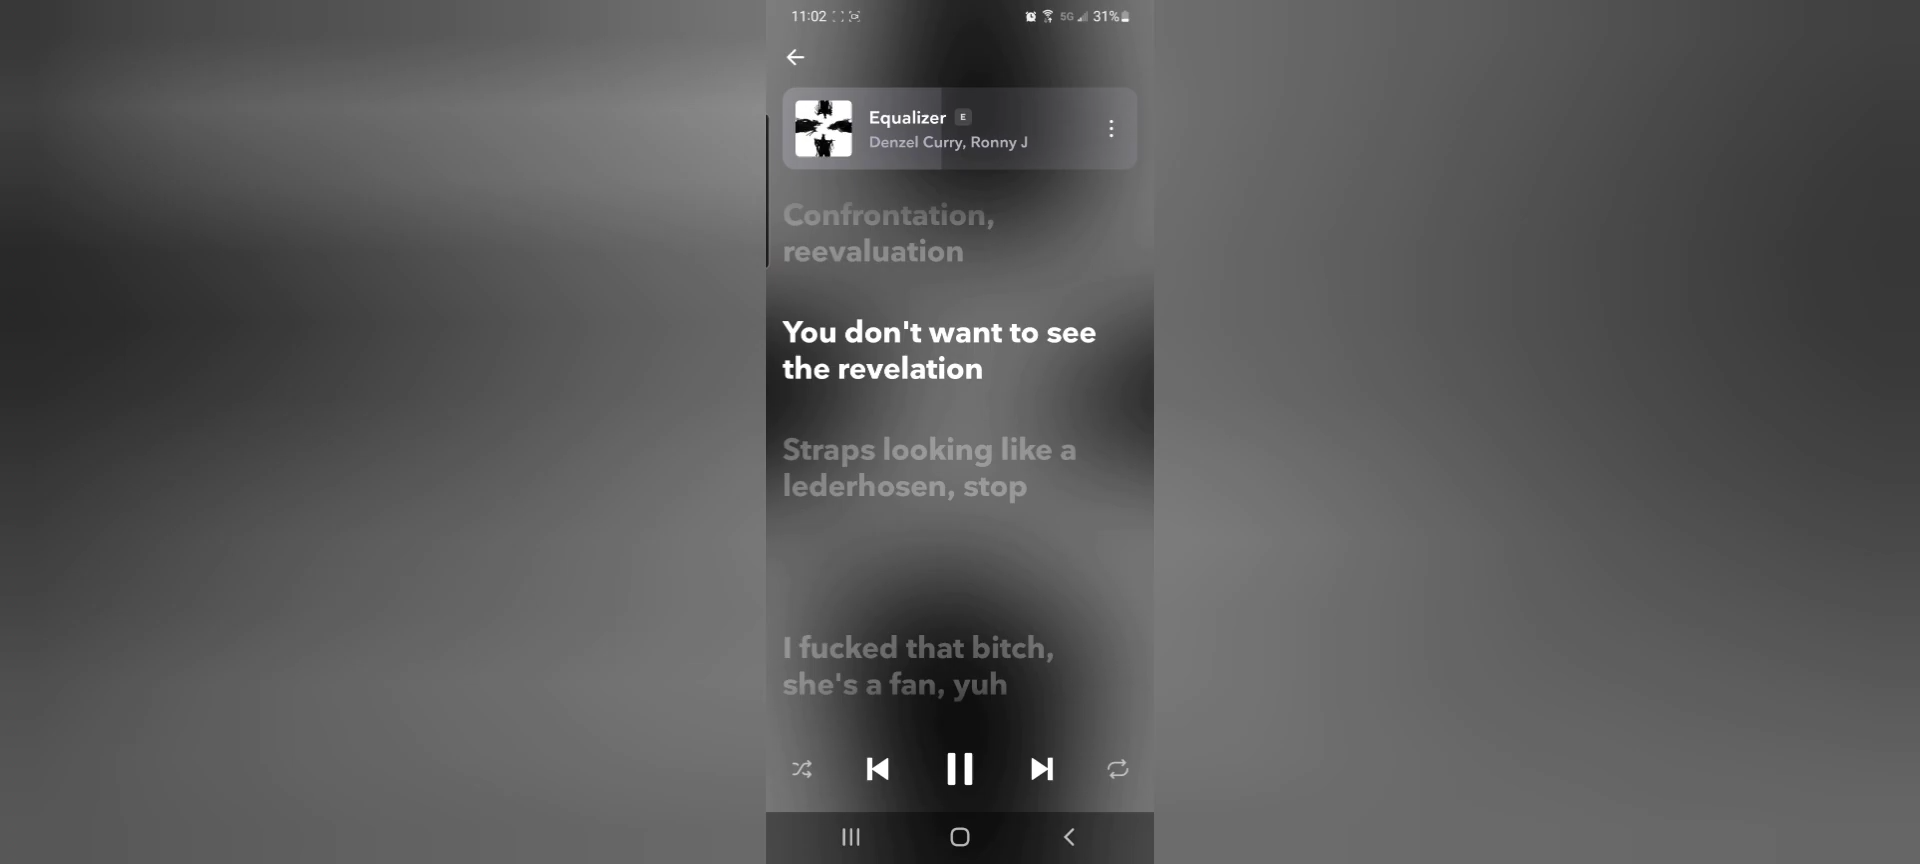 11:02 5G 31%
Equalizer E
Denzel Curry, Ronny J
Confrontation,
reevaluation
You don't want to see
the revelation
Straps looking like a
lederhosen, stop
I fucked that bitch,
she's a fan, yuh